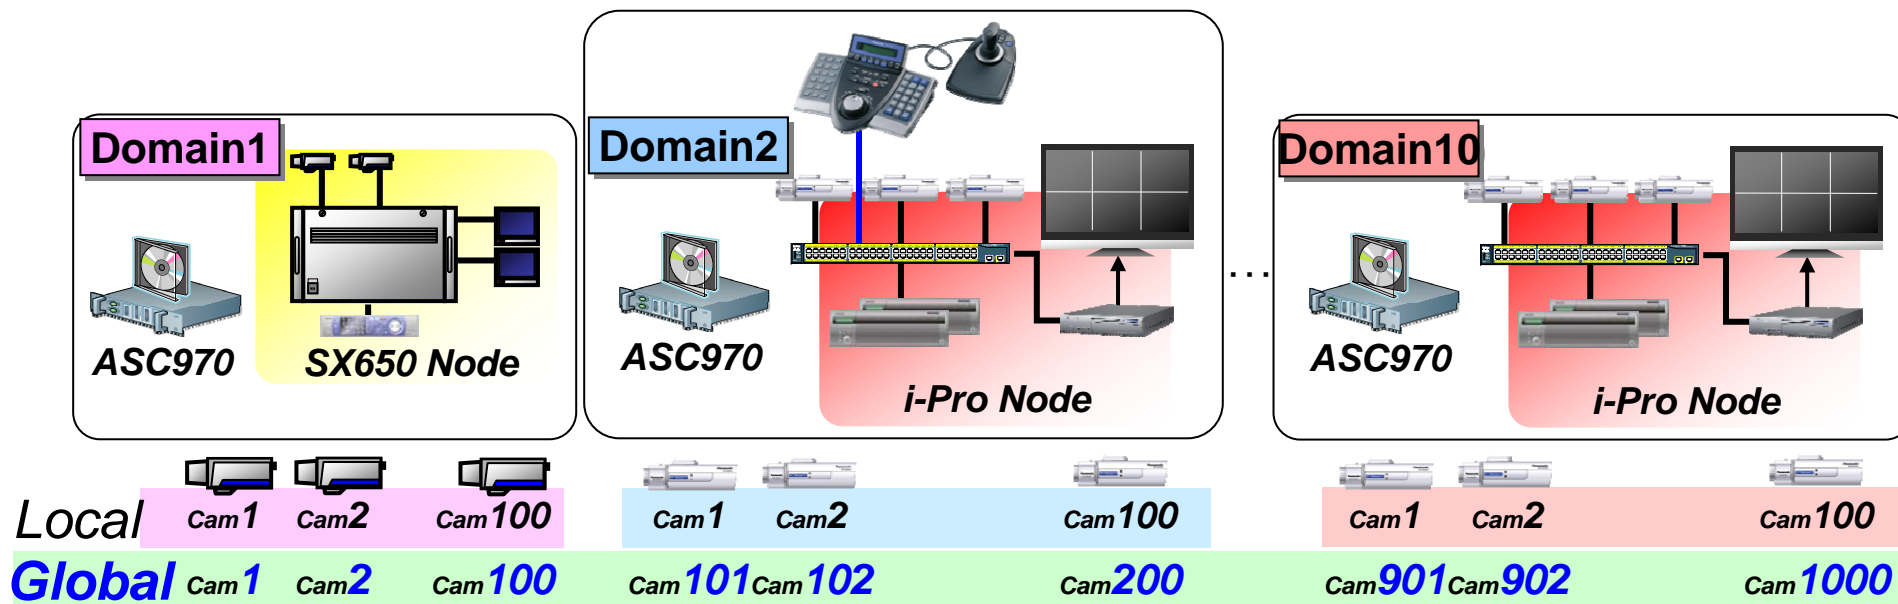 Domain1
ASC970
SX650 Node
Domain2
ASC970
i-Pro Node
...
Domain10
ASC970
i-Pro Node
Local Cam1 Cam2 Cam100 Cam1 Cam2 Cam100 Cam1 Cam2 Cam100
Global Cam1 Cam2 Cam100 Cam101 Cam102 Cam200 Cam901 Cam902 Cam1000